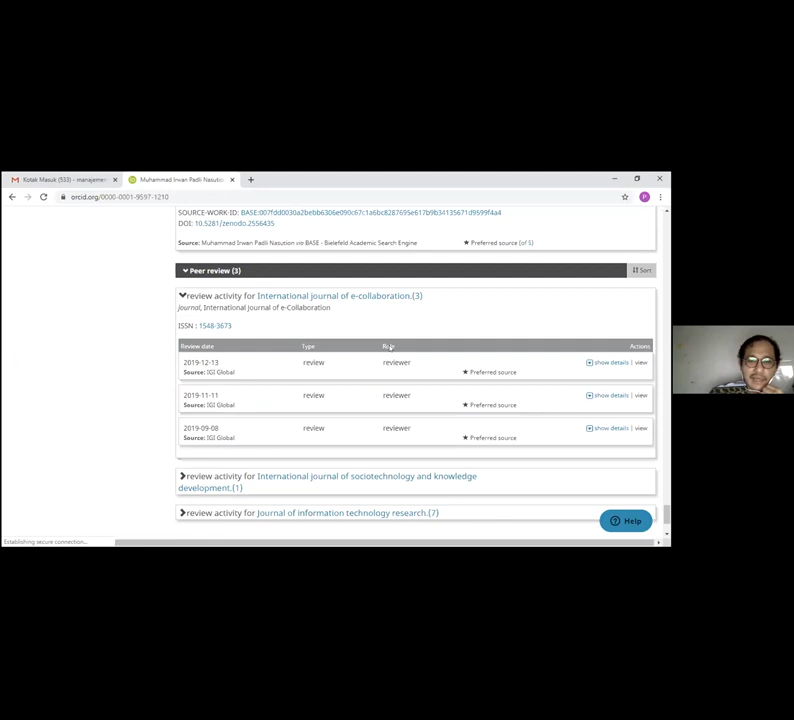 Kotak Masuk (533) - manajemen
Muhammad Irwan Padli Nasution
orcid.org/0000-0001-9597-1210
P
SOURCE-WORK-ID: BASE:007fdd0030a2bebb6306e090c67c1a6bc8287695e617b9b34135671d9599f4a4
DOI: 10.5281/zenodo.2556435
Source: Muhammad Irwan Padli Nasution via BASE - Bielefeld Academic Search Engine
Preferred source (of 5)
Peer review (3)
Sort
review activity for International journal of e-collaboration.(3)
Journal, International Journal of e-Collaboration
ISSN : 1548-3673
Review date Type Role Actions
2019-12-13 review reviewer show details | view
Source: IGI Global Preferred source
2019-11-11 review reviewer show details | view
Source: IGI Global Preferred source
2019-09-08 review reviewer show details | view
Source: IGI Global Preferred source
review activity for International journal of sociotechnology and knowledge
development.(1)
review activity for Journal of information technology research.(7)
Help
Establishing secure connection...